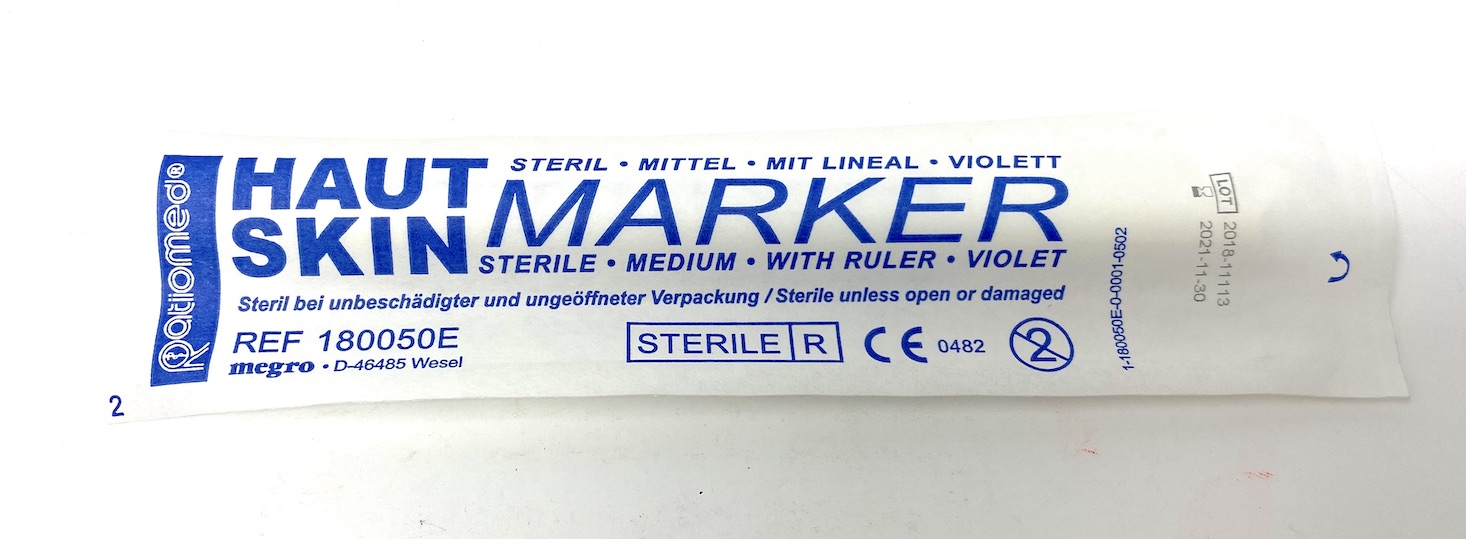 Ratiomed®
HAUT
SKIN
STERIL • MITTEL • MIT LINEAL • VIOLETT
MARKER
STERILE • MEDIUM • WITH RULER • VIOLET
Steril bei unbeschädigter und ungeöffneter Verpackung / Sterile unless open or damaged
REF 180050E
megro • D-46485 Wesel
STERILE R
CE 0482
2
1-180050E-0-0001-0502
LOT 2018-11113
2021-11-30
2